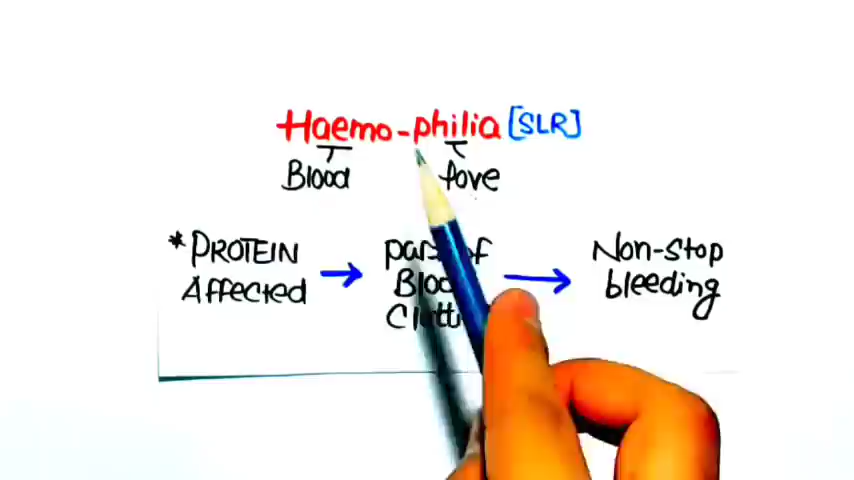 Haemo-philia [SLR]
Blood love
*PROTEIN Affected
Non-stop bleeding